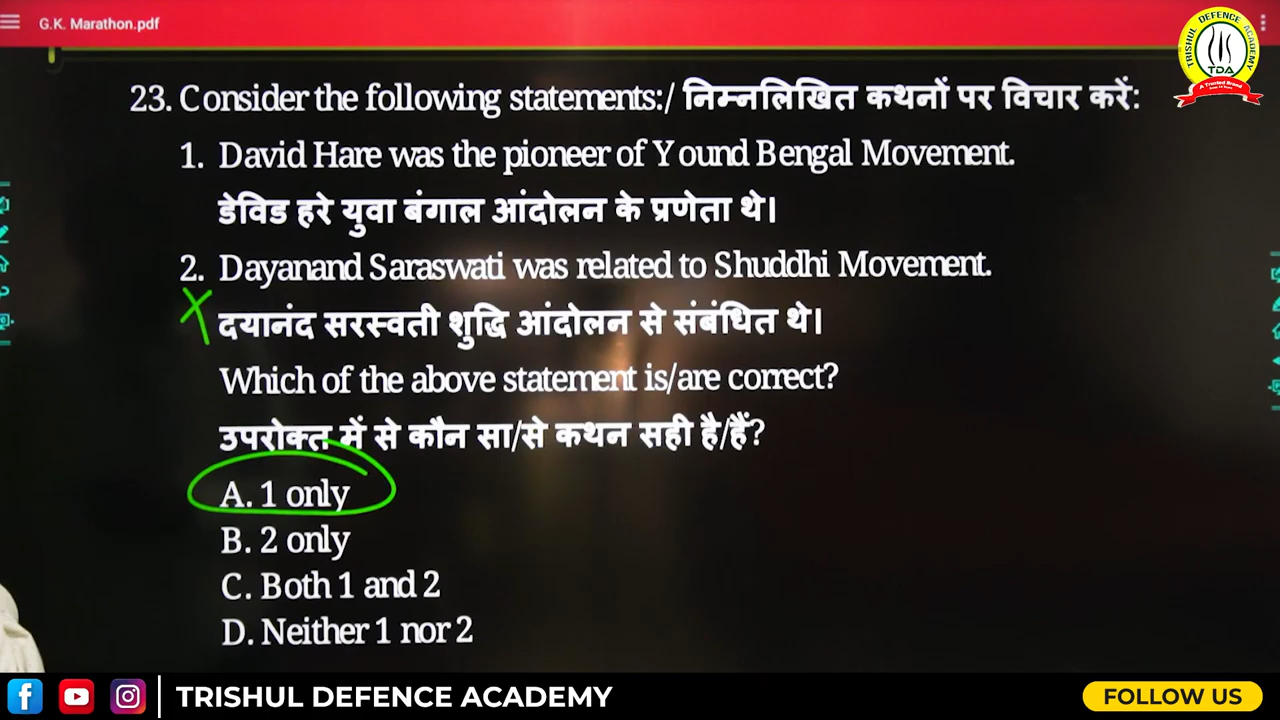 G.K. Marathon.pdf
TRISHUL DEFENCE ACADEMY
TDA
A Trusted Brand
23. Consider the following statements:/ निम्नलिखित कथनों पर विचार करें:
1. David Hare was the pioneer of Yound Bengal Movement.
डेविड हरे युवा बंगाल आंदोलन के प्रणेता थे।
2. Dayanand Saraswati was related to Shuddhi Movement.
दयानंद सरस्वती शुद्धि आंदोलन से संबंधित थे।
Which of the above statement is/are correct?
उपरोक्त में से कौन सा/से कथन सही है/हैं?
A. 1 only
B. 2 only
C. Both 1 and 2
D. Neither 1 nor 2
TRISHUL DEFENCE ACADEMY
FOLLOW US